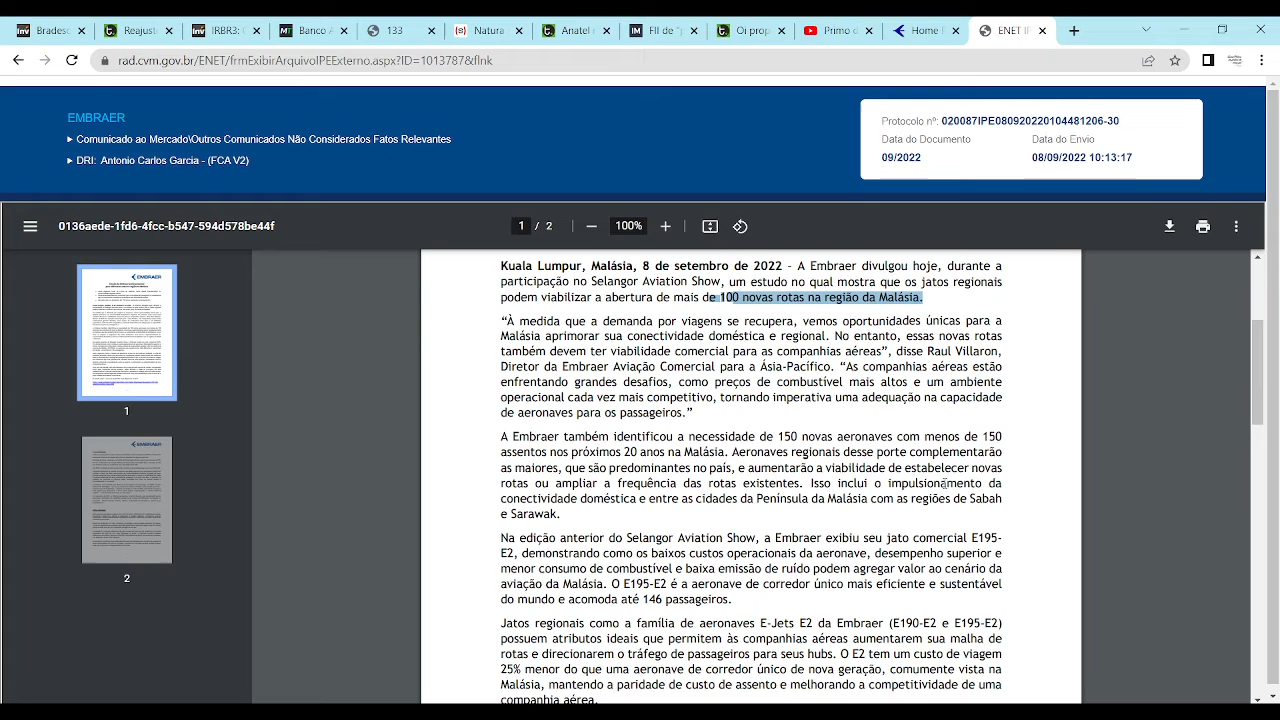 Bradesc
Reajust
IRBR3: C
Banco A
133
Natura
Anatel r
FII de "p
Oi prop
Primo d
Home F
ENET IP
rad.cvm.gov.br/ENET/frmExibirArquivoIPEExterno.aspx?ID=1013787&flnk
EMBRAER
Comunicado ao Mercado\Outros Comunicados Não Considerados Fatos Relevantes
DRI: Antonio Carlos Garcia - (FCA V2)
Protocolo nº: 020087IPE080920220104481206-30
Data do Documento Data do Envio
09/2022 08/09/2022 10:13:17
0136aede-1fd6-4fcc-b547-594d578be44f
1 / 2
100%
EMBRAER
1
EMBRAER
2
Kuala Lumpur, Malásia, 8 de setembro de 2022 – A Embraer divulgou hoje, durante a
participação no Selangor Aviation Show, um estudo no qual mostra que os jatos regionais
podem viabilizar a abertura de mais de 100 novas rotas na região da Malásia.
“À medida que a demanda por viagens se recupera, vemos oportunidades únicas para a
Malásia aprimorar sua conectividade doméstica e regional. No entanto, essas novas rotas
também devem ter viabilidade comercial para as companhias aéreas”, disse Raul Villaron,
Diretor da Embraer Aviação Comercial para a Ásia-Pacífico. “As companhias aéreas estão
enfrentando grandes desafios, como preços de combustível mais altos e um ambiente
operacional cada vez mais competitivo, tornando imperativa uma adequação na capacidade
de aeronaves para os passageiros.”
A Embraer também identificou a necessidade de 150 novas aeronaves com menos de 150
assentos nos próximos 20 anos na Malásia. Aeronaves regionais desse porte complementarão
as maiores, que são predominantes no país, e aumentarão a viabilidade de estabelecer novas
rotas ou ampliar a frequência das rotas existentes. Isso inclui o impulsionamento da
conectividade doméstica e entre as cidades da Península da Malásia com as regiões de Sabah
e Sarawak.
Na edição anterior do Selangor Aviation Show, a Embraer exibiu seu jato comercial E195-
E2, demonstrando como os baixos custos operacionais da aeronave, desempenho superior e
menor consumo de combustível e baixa emissão de ruído podem agregar valor ao cenário da
aviação da Malásia. O E195-E2 é a aeronave de corredor único mais eficiente e sustentável
do mundo e acomoda até 146 passageiros.
Jatos regionais como a família de aeronaves E-Jets E2 da Embraer (E190-E2 e E195-E2)
possuem atributos ideais que permitem às companhias aéreas aumentarem sua malha de
rotas e direcionarem o tráfego de passageiros para seus hubs. O E2 tem um custo de viagem
25% menor do que uma aeronave de corredor único de nova geração, comumente vista na
Malásia, mantendo a paridade de custo de assento e melhorando a competitividade de uma
companhia aérea.